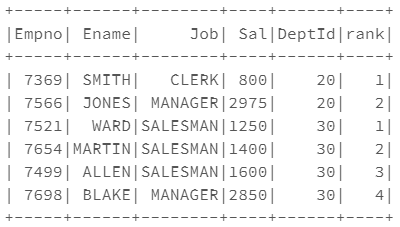 +-----+------+--------+----+------+----+
|Empno| Ename|     Job| Sal|DeptId|rank|
+-----+------+--------+----+------+----+
| 7369| SMITH|   CLERK| 800|    20|   1|
| 7566| JONES| MANAGER|2975|    20|   2|
| 7521|  WARD|SALESMAN|1250|    30|   1|
| 7654|MARTIN|SALESMAN|1400|    30|   2|
| 7499| ALLEN|SALESMAN|1600|    30|   3|
| 7698| BLAKE| MANAGER|2850|    30|   4|
+-----+------+--------+----+------+----+